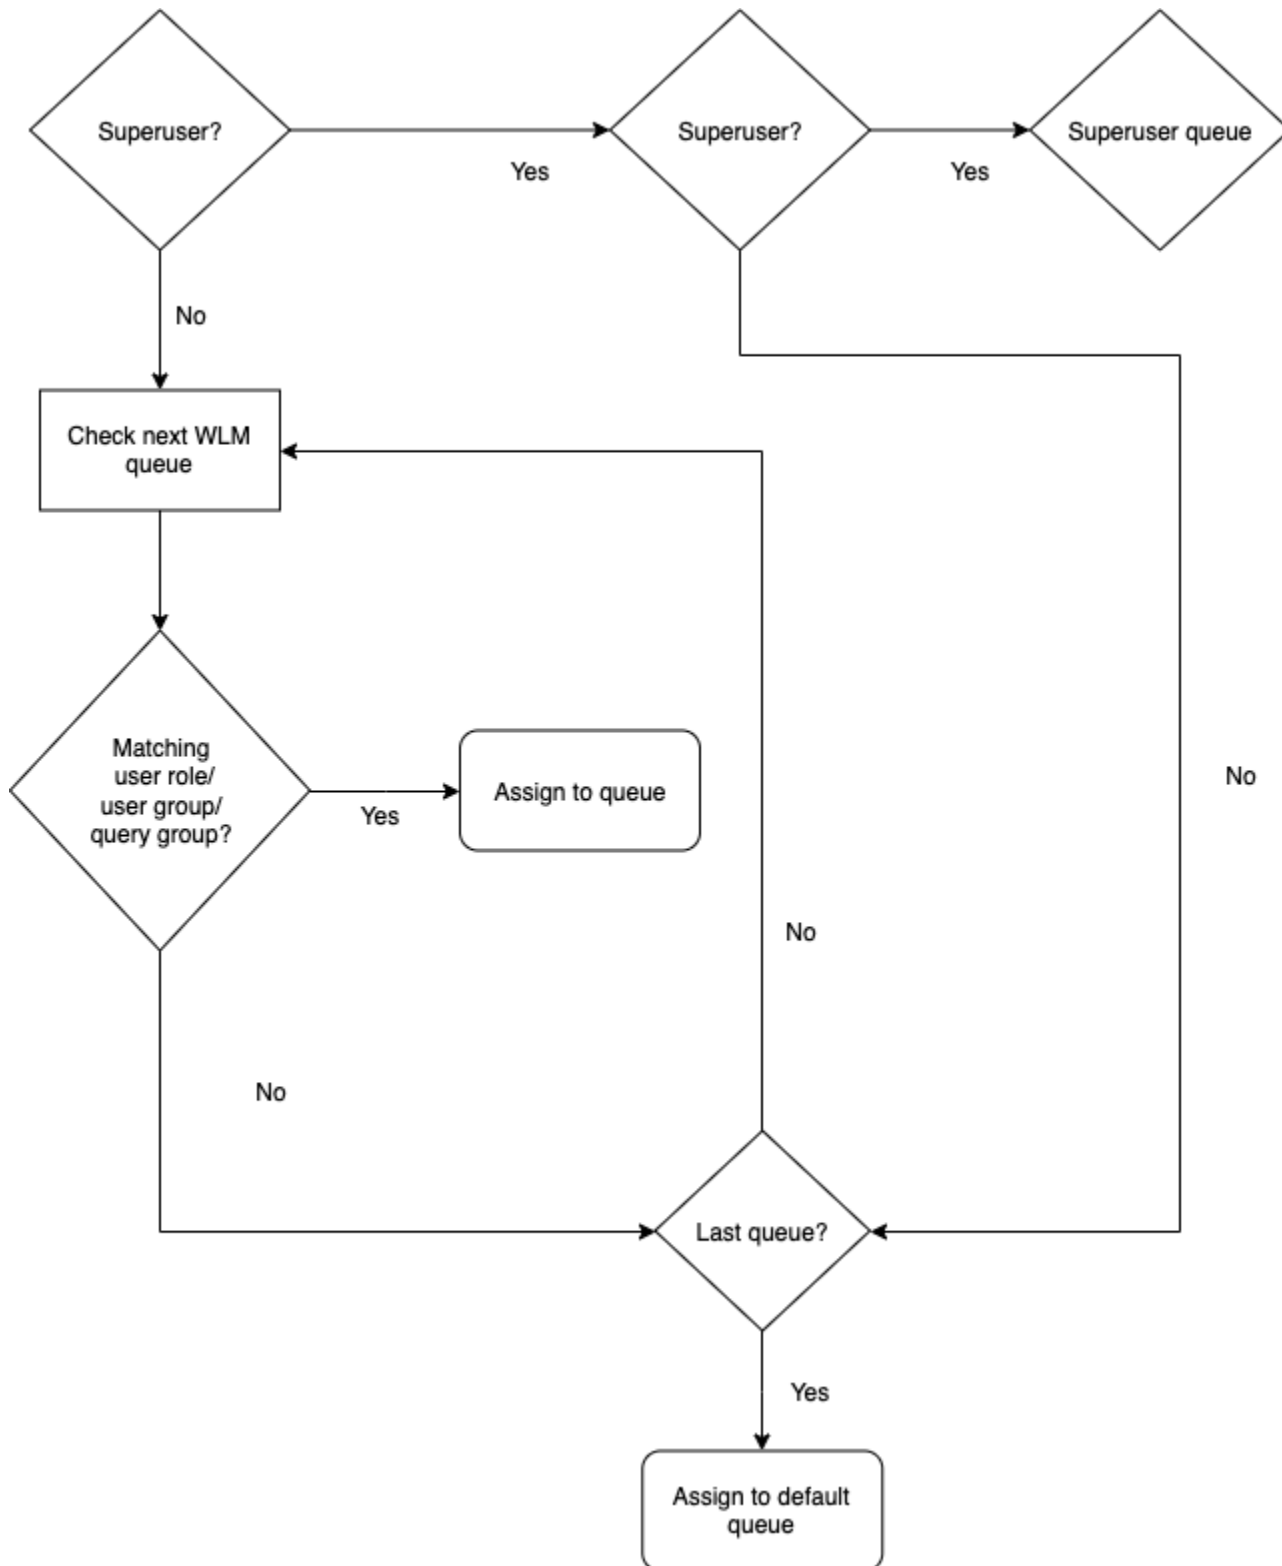 Superuser?
Yes
Superuser?
Yes
Superuser queue
No
Check next WLM
queue
Matching
user role/
user group/
query group?
Yes
Assign to queue
No
No
No
Last queue?
Yes
Assign to default
queue